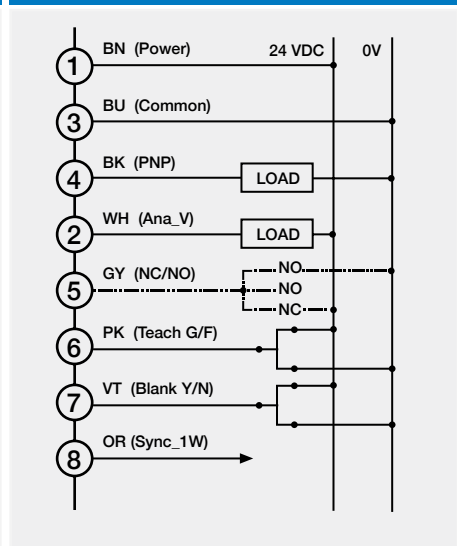 BN (Power) 24 VDC 0V
1
BU (Common)
3
BK (PNP)
4 LOAD
WH (Ana_V)
2 LOAD
GY (NC/NO) NO
5 NO
NC
PK (Teach G/F)
6
VT (Blank Y/N)
7
OR (Sync_1W)
8